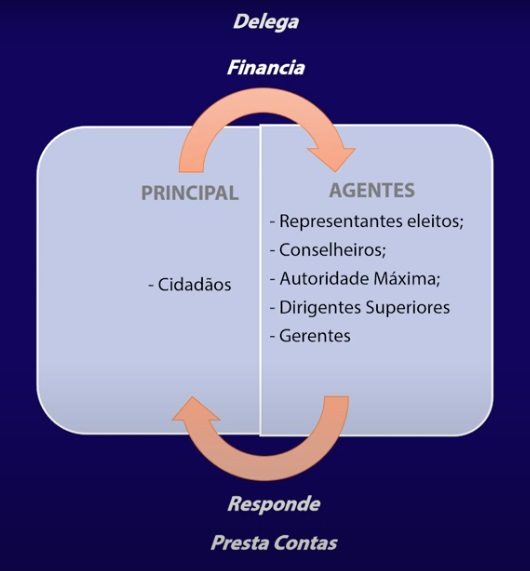 Delega
Financia
PRINCIPAL
- Cidadãos
AGENTES
- Representantes eleitos;
- Conselheiros;
- Autoridade Máxima;
- Dirigentes Superiores
- Gerentes
Responde
Presta Contas